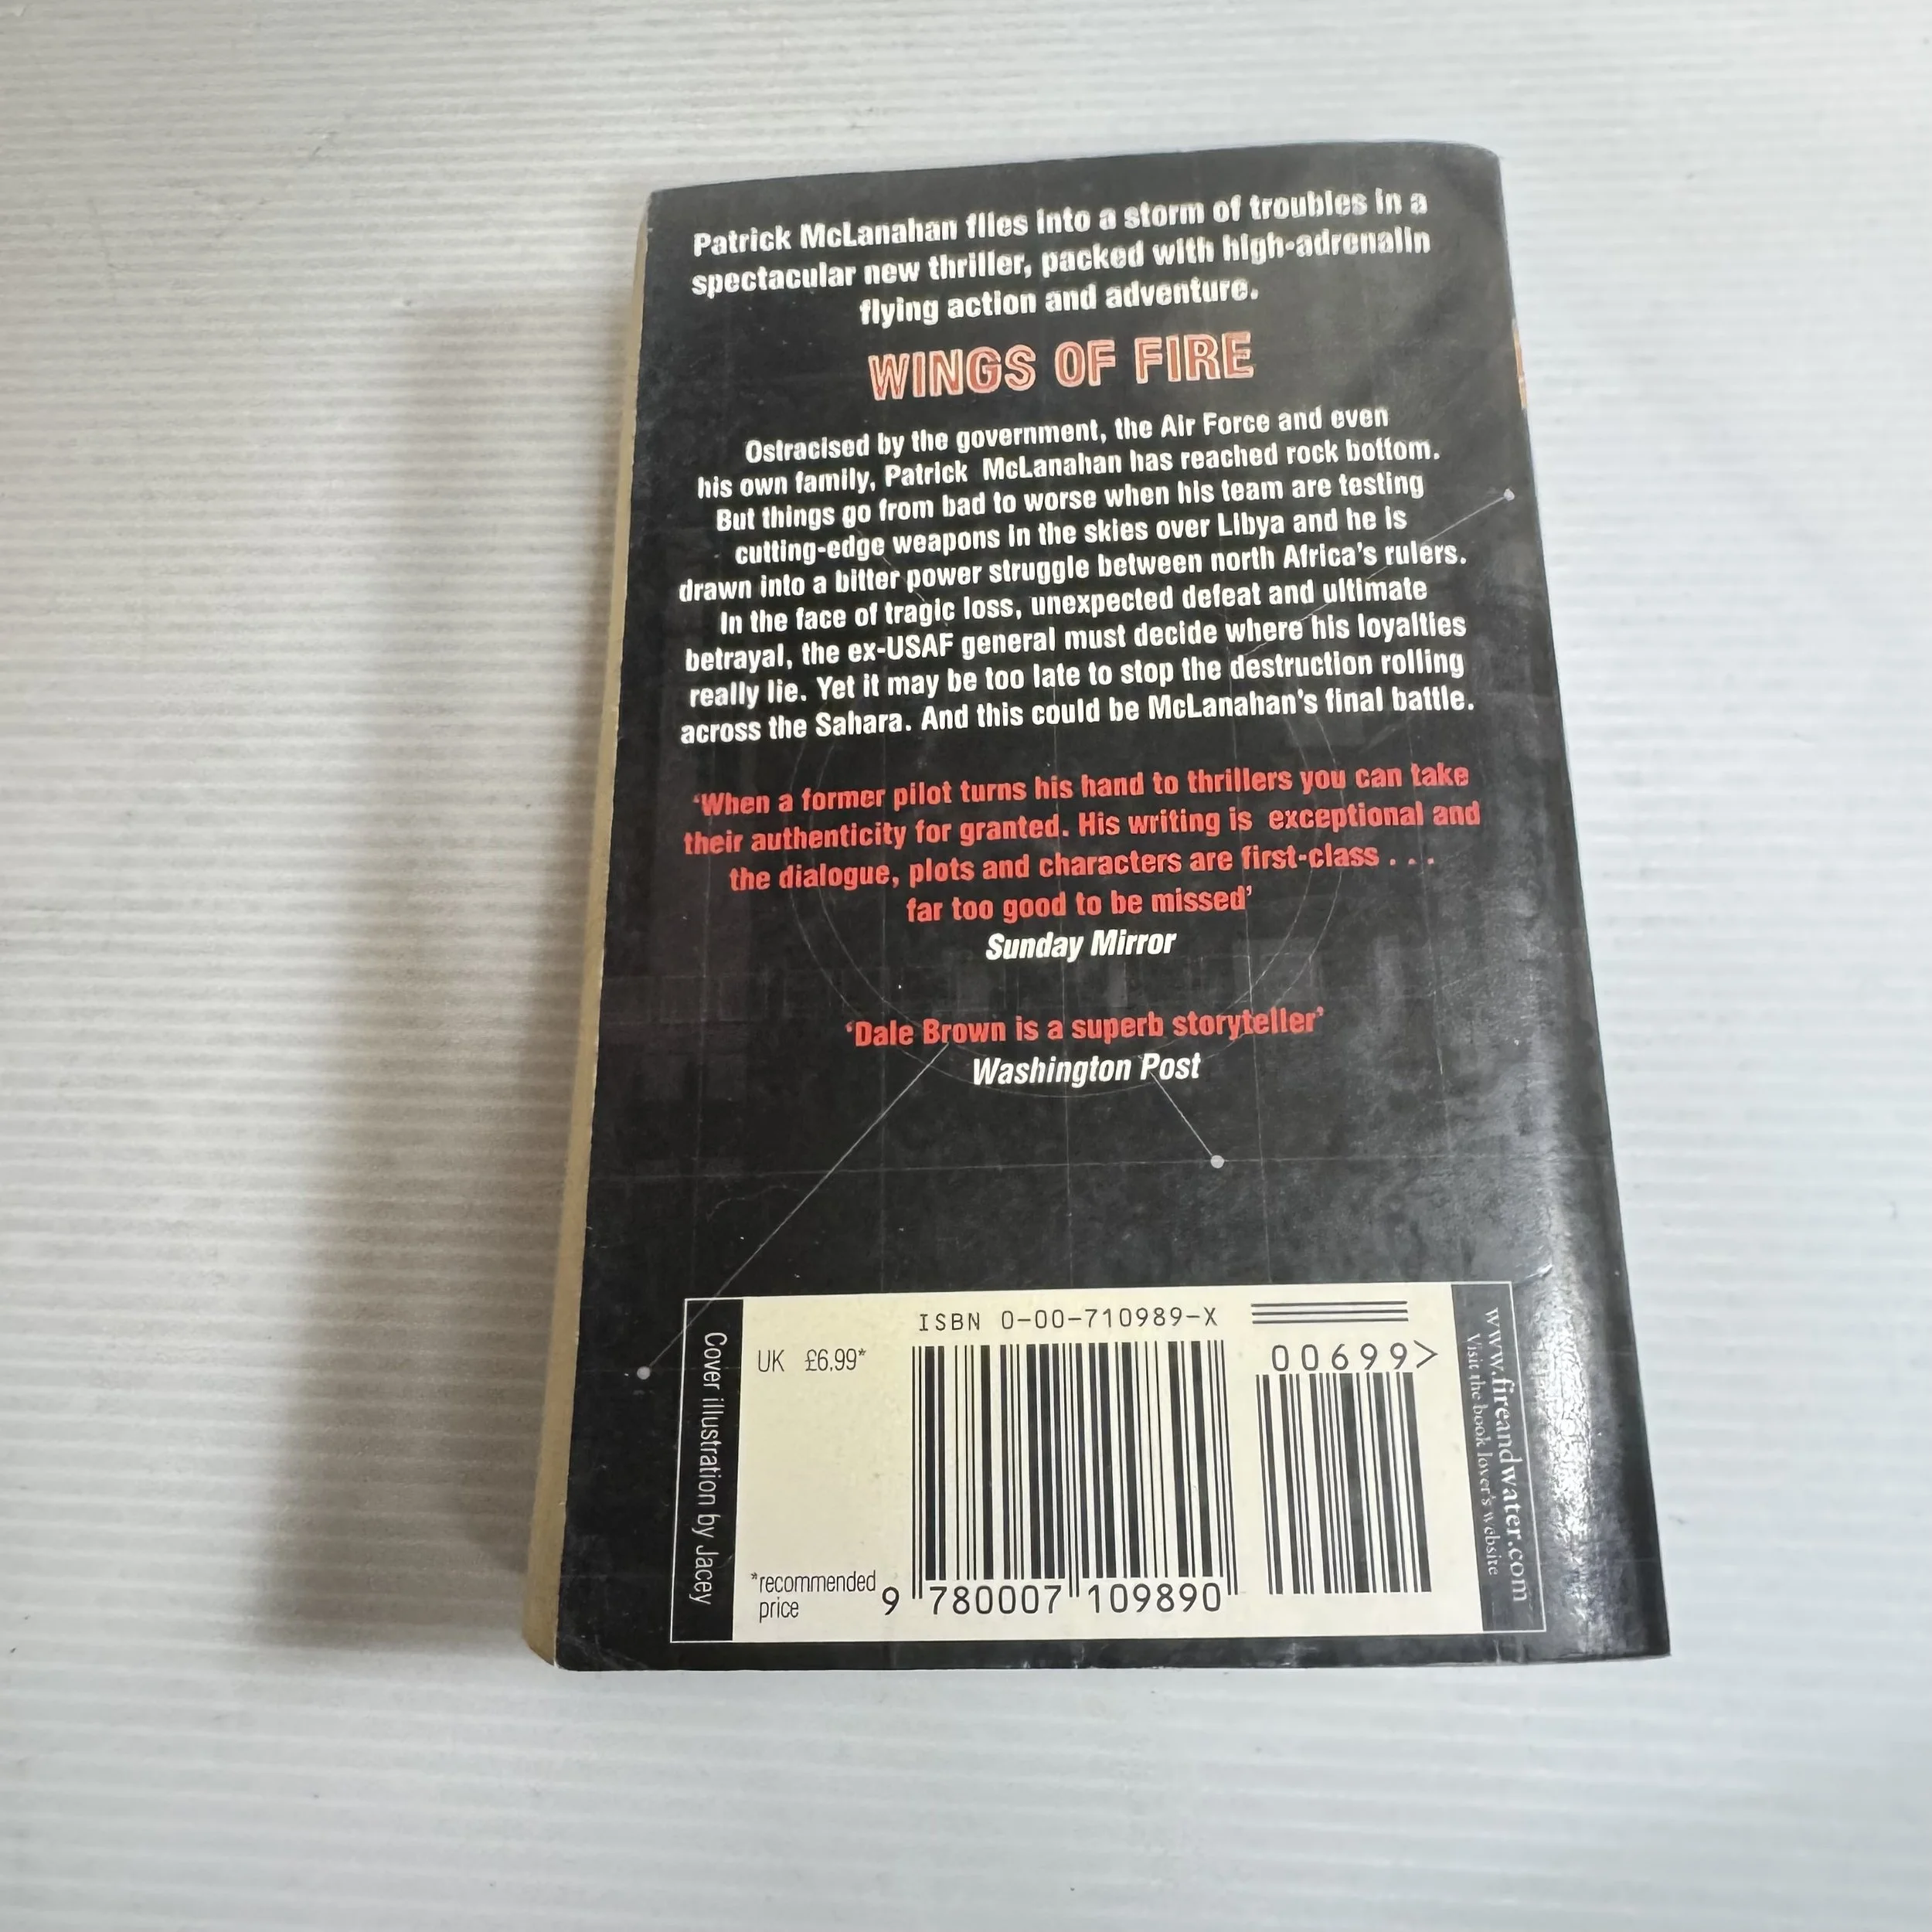 Patrick McLanahan flies into a storm of troubles in a
spectacular new thriller, packed with high-adrenalin
flying action and adventure.
WINGS OF FIRE
Ostracised by the government, the Air Force and even
his own family, Patrick McLanahan has reached rock bottom.
But things go from bad to worse when his team are testing
cutting-edge weapons in the skies over Libya and he is
drawn into a bitter power struggle between north Africa's rulers.
In the face of tragic loss, unexpected defeat and ultimate
betrayal, the ex-USAF general must decide where his loyalties
really lie. Yet it may be too late to stop the destruction rolling
across the Sahara. And this could be McLanahan's final battle.
‘When a former pilot turns his hand to thrillers you can take
their authenticity for granted. His writing is exceptional and
the dialogue, plots and characters are first-class . . .
far too good to be missed’
Sunday Mirror
‘Dale Brown is a superb storyteller’
Washington Post
Cover illustration by Jacey
UK £6.99*
*recommended
price
ISBN 0-00-710989-X
9 780007 109890
00699>
www.fireandwater.com
Visit the book lover's website